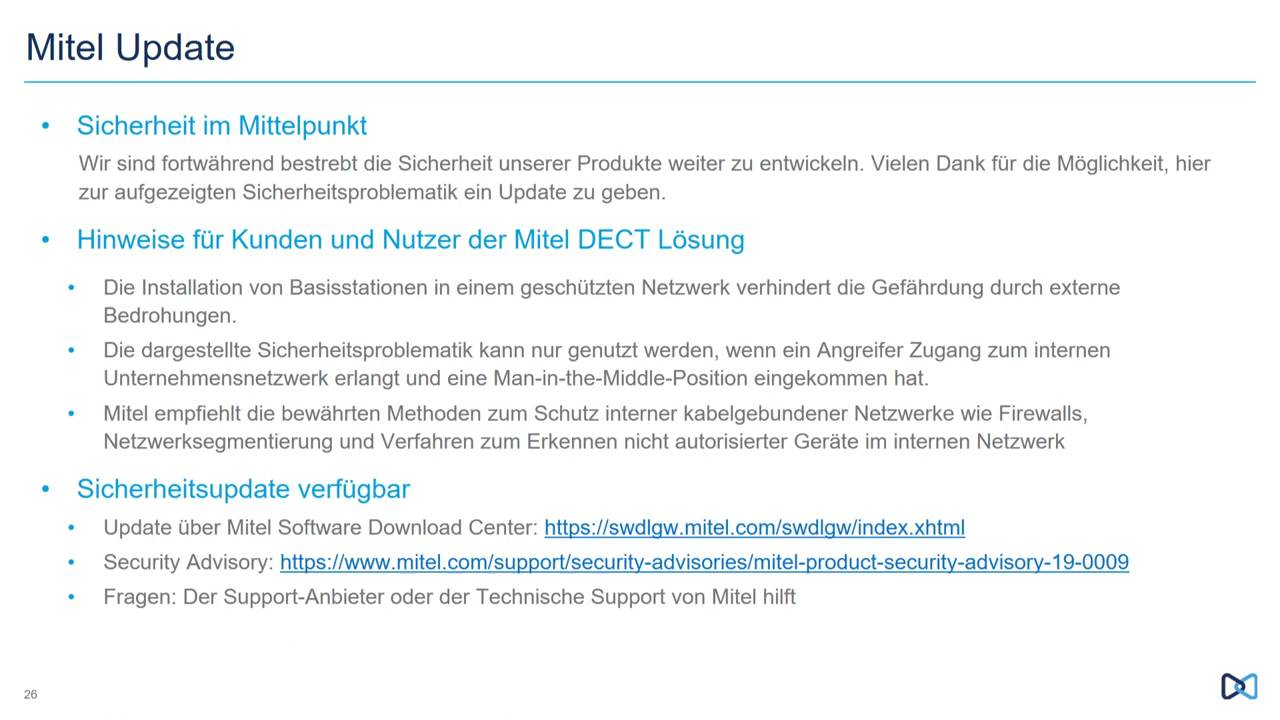 Mitel Update
• Sicherheit im Mittelpunkt
Wir sind fortwährend bestrebt die Sicherheit unserer Produkte weiter zu entwickeln. Vielen Dank für die Möglichkeit, hier
zur aufgezeigten Sicherheitsproblematik ein Update zu geben.
• Hinweise für Kunden und Nutzer der Mitel DECT Lösung
• Die Installation von Basisstationen in einem geschützten Netzwerk verhindert die Gefährdung durch externe
Bedrohungen.
• Die dargestellte Sicherheitsproblematik kann nur genutzt werden, wenn ein Angreifer Zugang zum internen
Unternehmensnetzwerk erlangt und eine Man-in-the-Middle-Position eingekommen hat.
• Mitel empfiehlt die bewährten Methoden zum Schutz interner kabelgebundener Netzwerke wie Firewalls,
Netzwerksegmentierung und Verfahren zum Erkennen nicht autorisierter Geräte im internen Netzwerk
• Sicherheitsupdate verfügbar
• Update über Mitel Software Download Center: https://swdlgw.mitel.com/swdlgw/index.xhtml
• Security Advisory: https://www.mitel.com/support/security-advisories/mitel-product-security-advisory-19-0009
• Fragen: Der Support-Anbieter oder der Technische Support von Mitel hilft
26